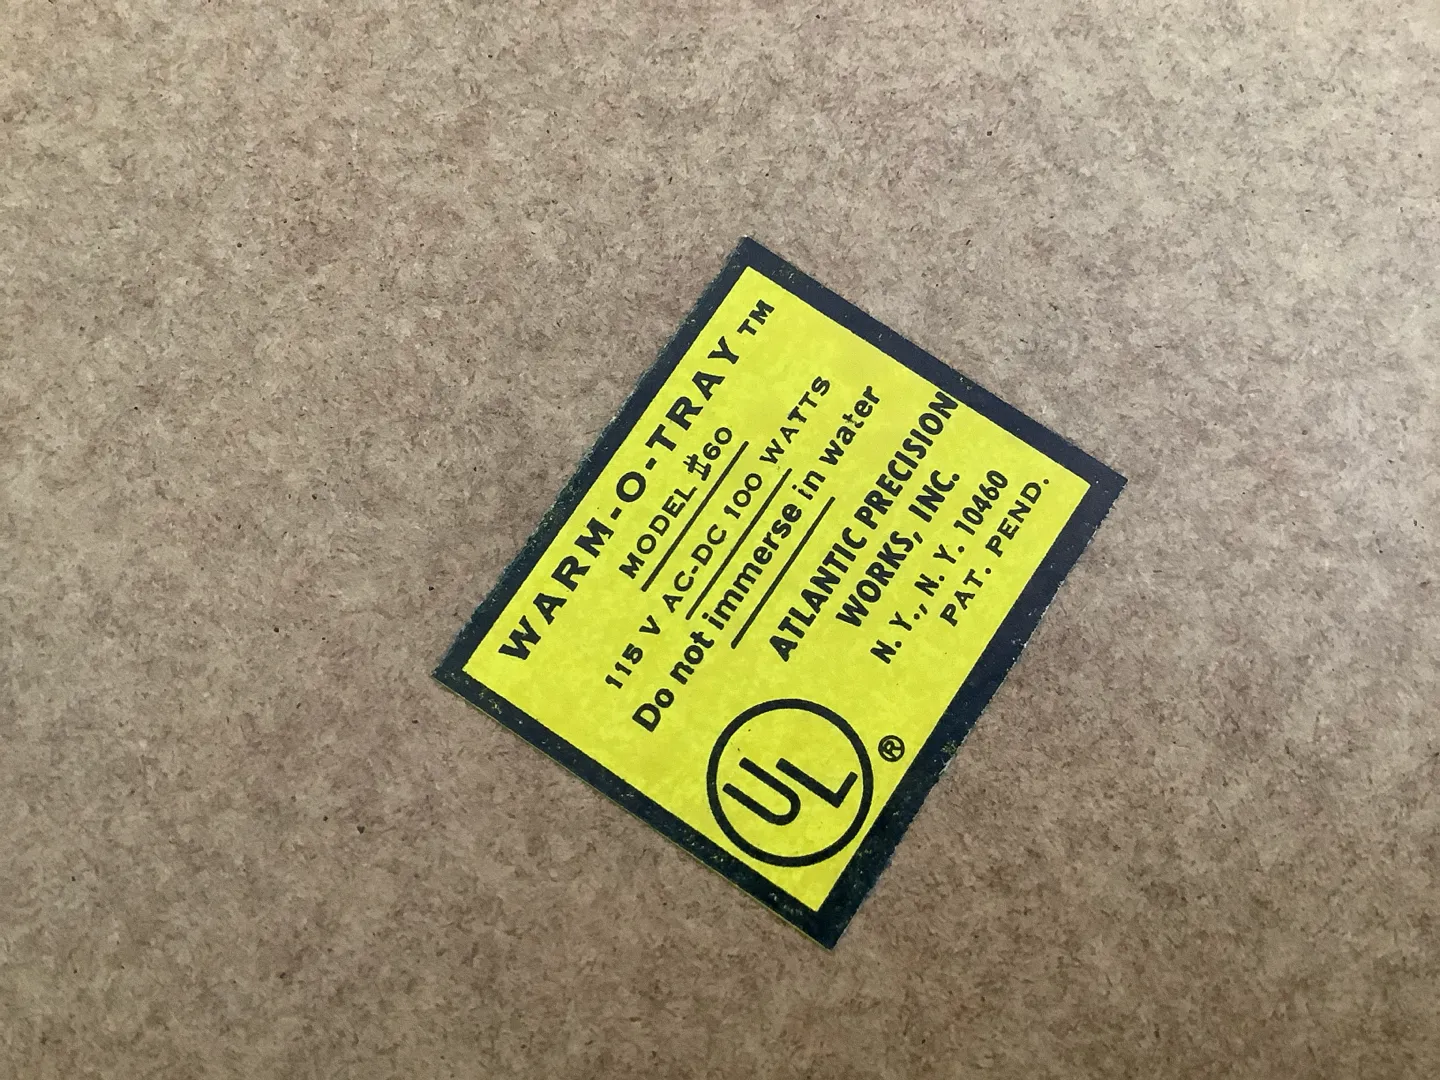 WARM-O-TRAY™
MODEL #60
115 V AC-DC 100 WATTS
Do not immerse in water
ATLANTIC PRECISION
WORKS, INC.
N. Y., N. Y. 10460
PAT. PEND.
UL ®